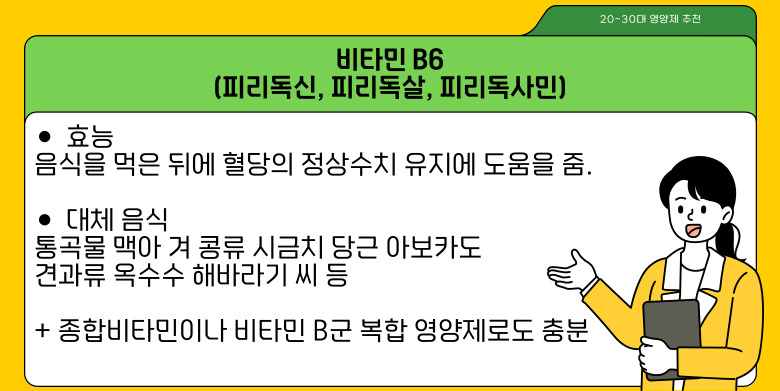 20~30대 영양제 추천
비타민 B6
(피리독신, 피리독살, 피리독사민)
• 효능
음식을 먹은 뒤에 혈당의 정상수치 유지에 도움을 줌.
• 대체 음식
통곡물 맥아 겨 콩류 시금치 당근 아보카도
견과류 옥수수 해바라기 씨 등
+ 종합비타민이나 비타민 B군 복합 영양제로도 충분